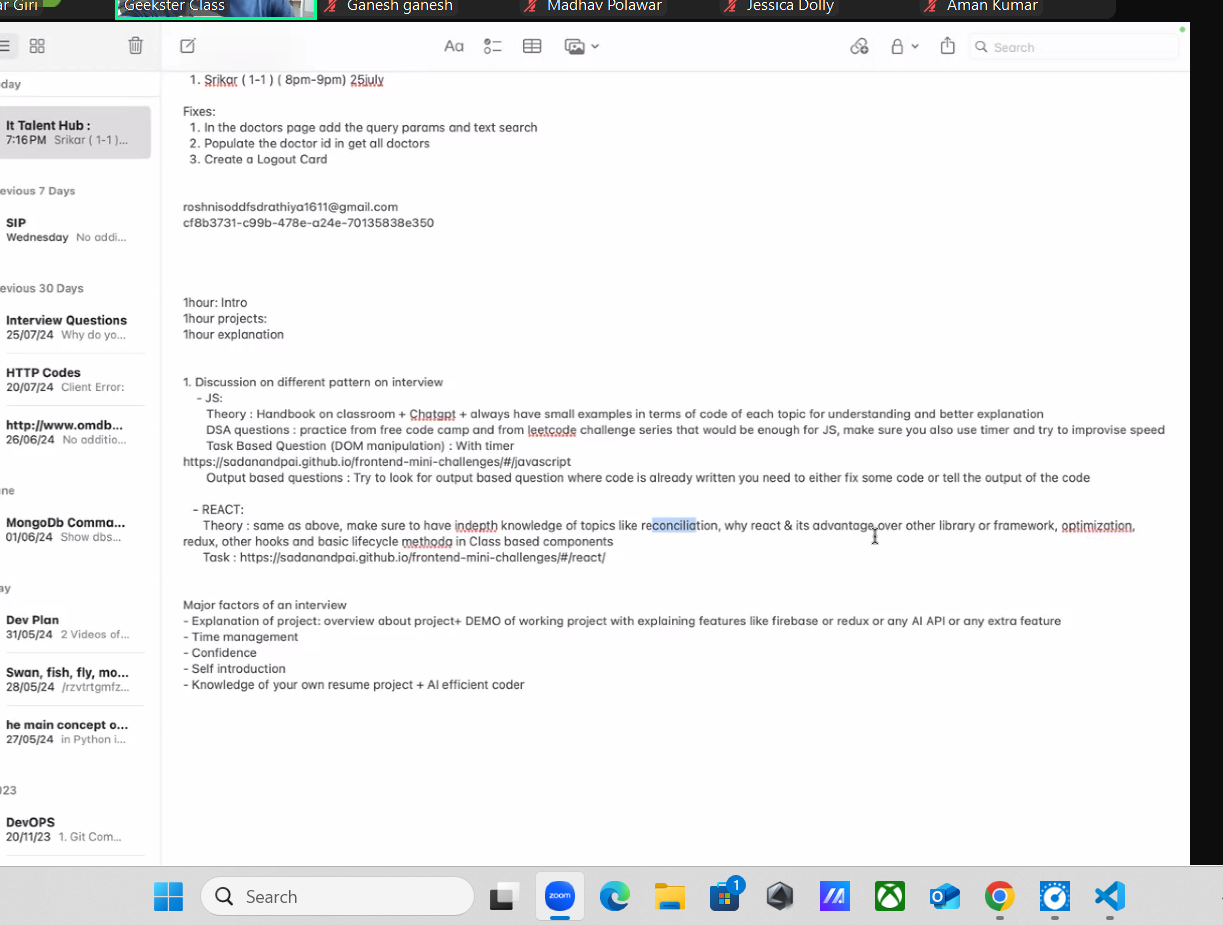 ar Giri
Geekster Class
Ganesh ganesh
Madhav Polawar
Jessica Dolly
Aman Kumar
Aa
Search
oday
It Talent Hub :
7:16 PM Srikar ( 1-1 )...
evious 7 Days
SIP
Wednesday No addi...
evious 30 Days
Interview Questions
25/07/24 Why do yo...
HTTP Codes
20/07/24 Client Error:
http://www.omdb...
26/06/24 No additio...
une
MongoDb Comma...
01/06/24 Show dbs...
ay
Dev Plan
31/05/24 2 Videos of...
Swan, fish, fly, mo...
28/05/24 /rzvtrtgmfz...
he main concept o...
27/05/24 in Python i...
023
DevOPS
20/11/23 1. Git Com...
1. Srikar ( 1-1 ) ( 8pm-9pm) 25july
Fixes:
1. In the doctors page add the query params and text search
2. Populate the doctor id in get all doctors
3. Create a Logout Card
roshnisoddfsdrathiya1611@gmail.com
cf8b3731-c99b-478e-a24e-70135838e350
1hour: Intro
1hour projects:
1hour explanation
1. Discussion on different pattern on interview
- JS:
Theory : Handbook on classroom + Chatgpt + always have small examples in terms of code of each topic for understanding and better explanation
DSA questions : practice from free code camp and from leetcode challenge series that would be enough for JS, make sure you also use timer and try to improvise speed
Task Based Question (DOM manipulation) : With timer
https://sadanandpai.github.io/frontend-mini-challenges/#/javascript
Output based questions : Try to look for output based question where code is already written you need to either fix some code or tell the output of the code
- REACT:
Theory : same as above, make sure to have indepth knowledge of topics like reconciliation, why react & its advantage over other library or framework, optimization,
redux, other hooks and basic lifecycle methodq in Class based components
Task : https://sadanandpai.github.io/frontend-mini-challenges/#/react/
Major factors of an interview
- Explanation of project: overview about project+ DEMO of working project with explaining features like firebase or redux or any AI API or any extra feature
- Time management
- Confidence
- Self introduction
- Knowledge of your own resume project + AI efficient coder
Search
zoom
1